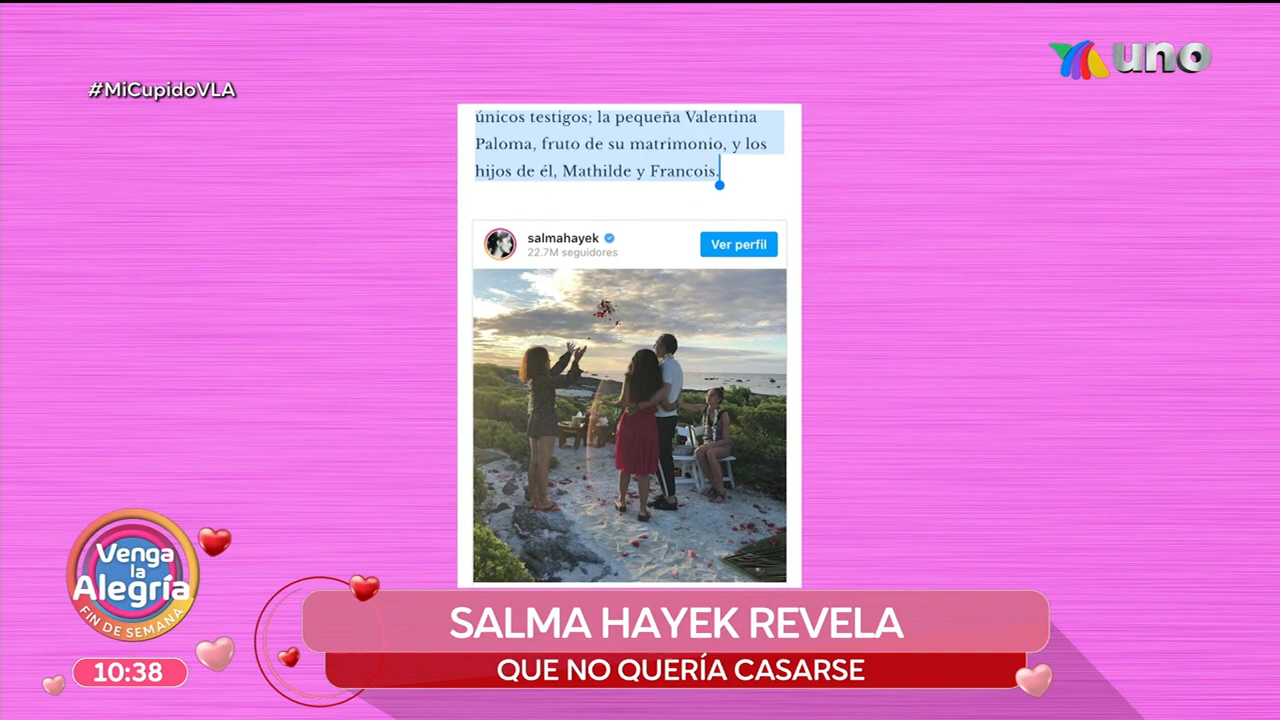 #MiCupidoVLA
uno
únicos testigos; la pequeña Valentina
Paloma, fruto de su matrimonio, y los
hijos de él, Mathilde y Francois.
salmahayek
22.7M seguidores
Ver perfil
Venga
la
Alegría
FIN DE SEMANA
10:38
SALMA HAYEK REVELA
QUE NO QUERÍA CASARSE